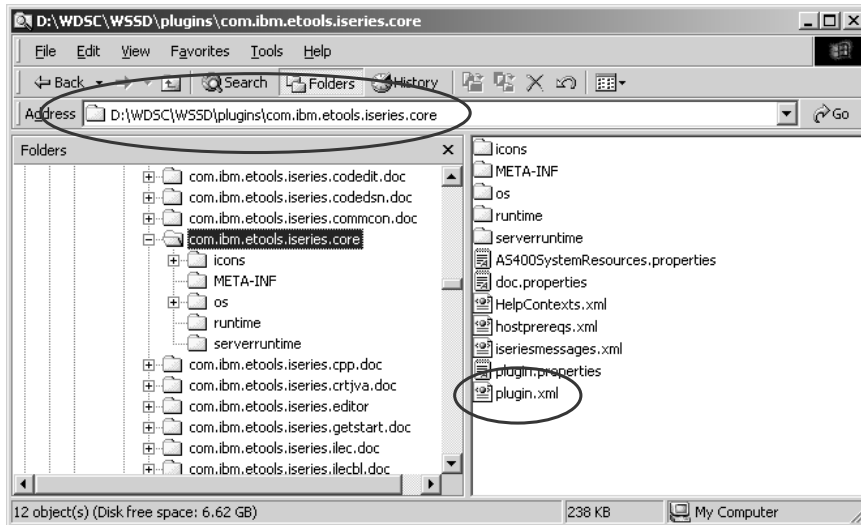 D:\WDSC\WSSD\plugins\com.ibm.etools.iseries.core
File Edit View Favorites Tools Help
Back Search Folders History
Address D:\WDSC\WSSD\plugins\com.ibm.etools.iseries.core Go
Folders
com.ibm.etools.iseries.codedit.doc
com.ibm.etools.iseries.codedsn.doc
com.ibm.etools.iseries.commcon.doc
com.ibm.etools.iseries.core
icons
META-INF
os
runtime
serverruntime
com.ibm.etools.iseries.cpp.doc
com.ibm.etools.iseries.crtjva.doc
com.ibm.etools.iseries.editor
com.ibm.etools.iseries.getstart.doc
com.ibm.etools.iseries.ilec.doc
com.ibm.etools.iseries.ilecbl.doc
icons
META-INF
os
runtime
serverruntime
AS400SystemResources.properties
doc.properties
HelpContexts.xml
hostprereqs.xml
iseriesmessages.xml
plugin.properties
plugin.xml
12 object(s) (Disk free space: 6.62 GB) 238 KB My Computer